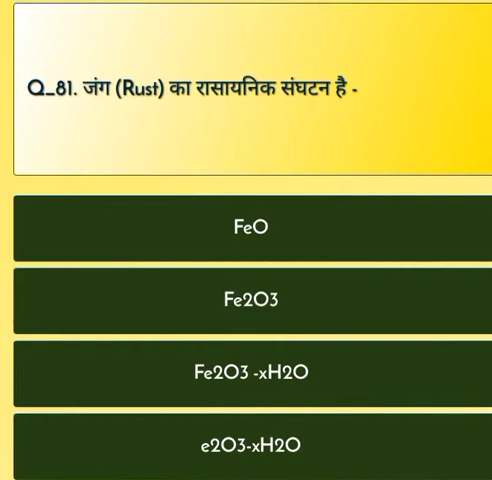 Q_81. जंग (Rust) का रासायनिक संघटन है -
FeO
Fe2O3
Fe2O3 -xH2O
e2O3-xH2O